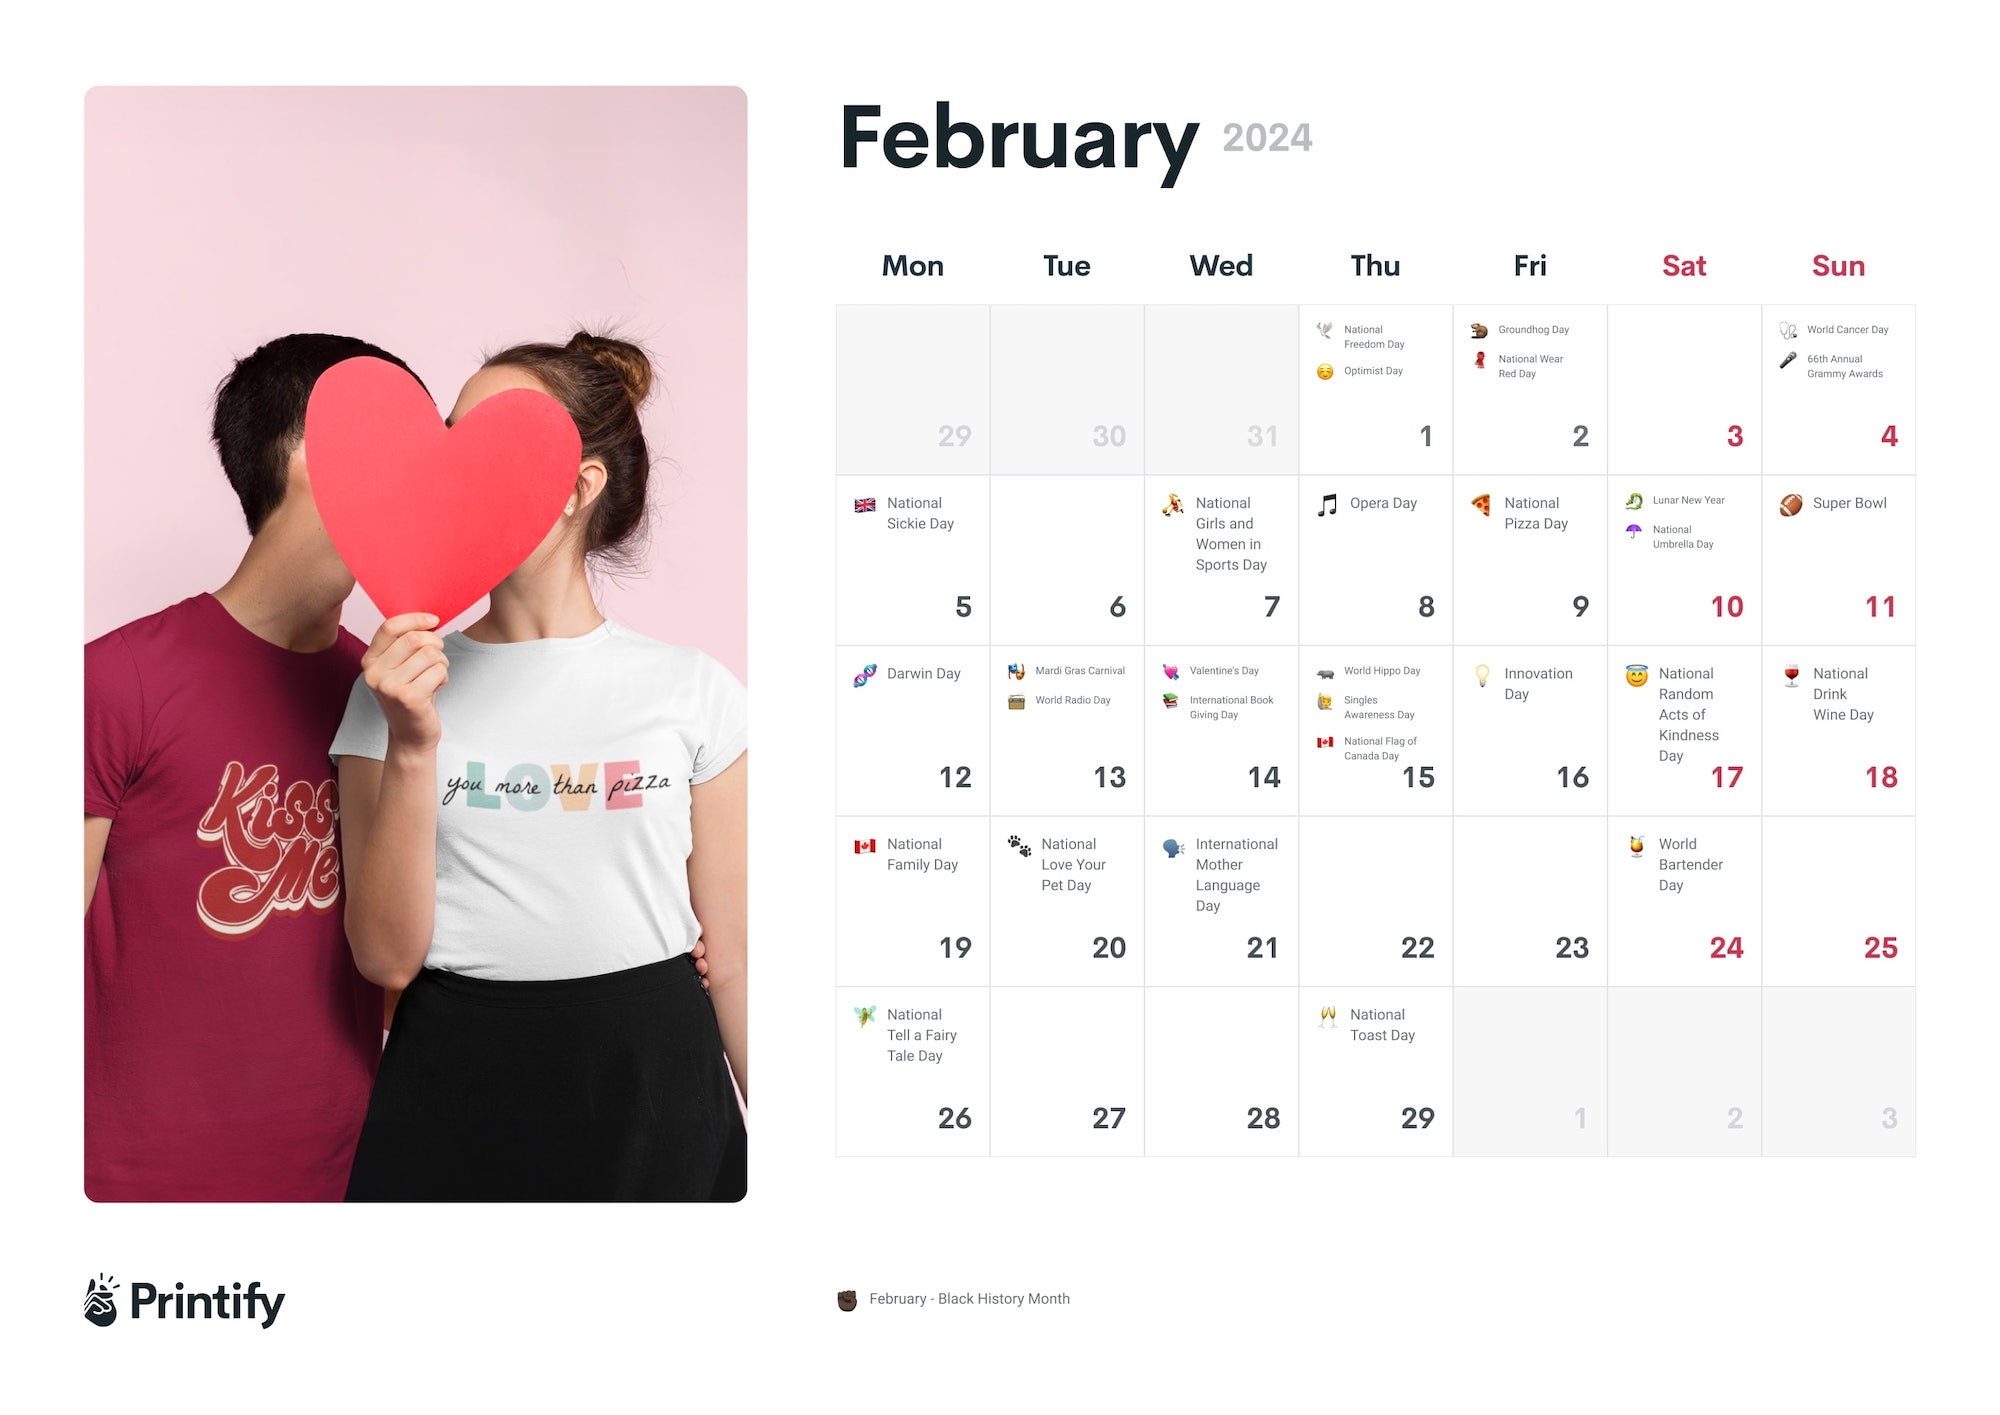 February 2024
Mon Tue Wed Thu Fri Sat Sun
National
Freedom Day
Optimist Day
Groundhog Day
National Wear
Red Day
World Cancer Day
66th Annual
Grammy Awards
29 30 31 1 2 3 4
National
Sickie Day
National
Girls and
Women in
Sports Day
Opera Day
National
Pizza Day
Lunar New Year
National
Umbrella Day
Super Bowl
5 6 7 8 9 10 11
Darwin Day
Mardi Gras Carnival
World Radio Day
Valentine's Day
International Book
Giving Day
World Hippo Day
Singles
Awareness Day
National Flag of
Canada Day
Innovation
Day
National
Random
Acts of
Kindness
Day
National
Drink
Wine Day
12 13 14 15 16 17 18
National
Family Day
National
Love Your
Pet Day
International
Mother
Language
Day
World
Bartender
Day
19 20 21 22 23 24 25
National
Tell a Fairy
Tale Day
National
Toast Day
26 27 28 29 1 2 3
Kiss
Me
LOVE
you more than pizza
Printify
February - Black History Month